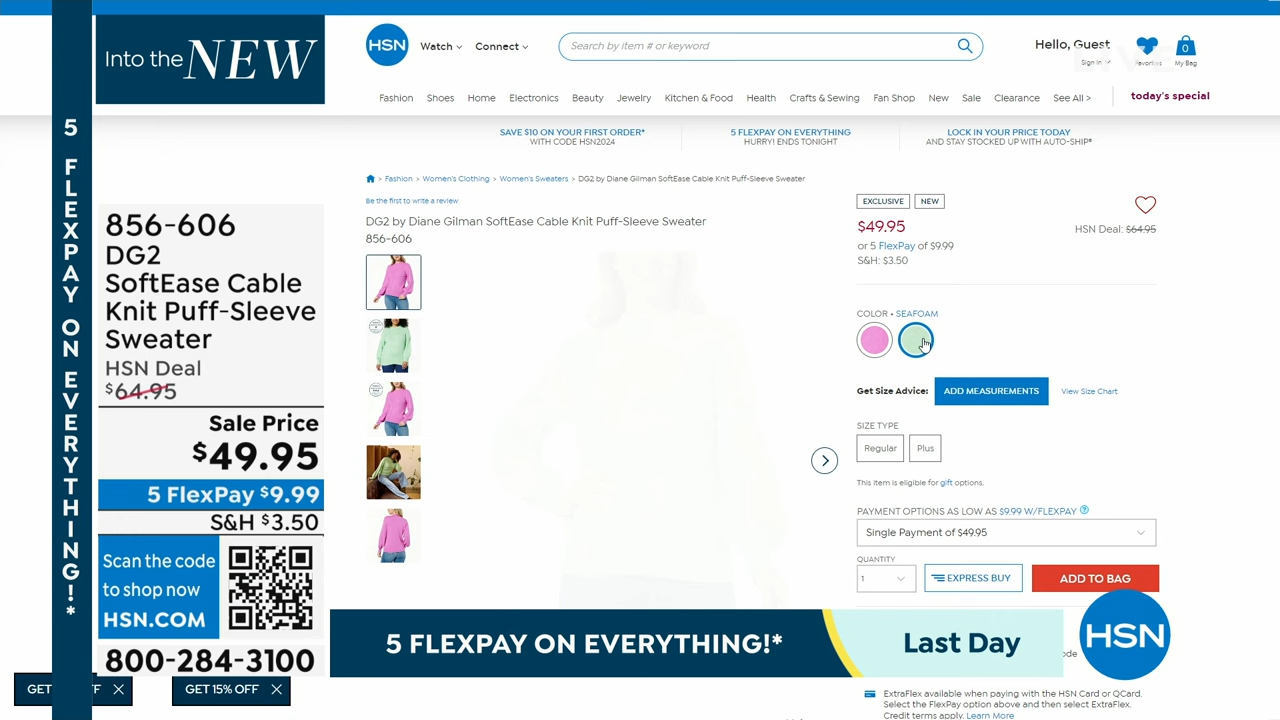 Into the NEW
5 FLEXPAY ON EVERYTHING!*
856-606
DG2
SoftEase Cable
Knit Puff-Sleeve
Sweater
HSN Deal
$64.95
Sale Price
$49.95
5 FlexPay $9.99
S&H $3.50
Scan the code
to shop now
HSN.COM
800-284-3100
GET
FF
GET 15% OFF
HSN
Watch
Connect
Search by item # or keyword
Hello, Guest
Sign In
Favorites
0
My Bag
Fashion Shoes Home Electronics Beauty Jewelry Kitchen & Food Health Crafts & Sewing Fan Shop New Sale Clearance See All > today's special
SAVE $10 ON YOUR FIRST ORDER*
WITH CODE HSN2024
5 FLEXPAY ON EVERYTHING
HURRY! ENDS TONIGHT
LOCK IN YOUR PRICE TODAY
AND STAY STOCKED UP WITH AUTO-SHIP®
> Fashion > Women's Clothing > Women's Sweaters > DG2 by Diane Gilman SoftEase Cable Knit Puff-Sleeve Sweater
Be the first to write a review
DG2 by Diane Gilman SoftEase Cable Knit Puff-Sleeve Sweater
856-606
EXCLUSIVE NEW
$49.95
HSN Deal: $64.95
or 5 FlexPay of $9.99
S&H: $3.50
COLOR • SEAFOAM
Get Size Advice: ADD MEASUREMENTS View Size Chart
SIZE TYPE
Regular Plus
This item is eligible for gift options.
PAYMENT OPTIONS AS LOW AS $9.99 W/FLEXPAY
Single Payment of $49.95
QUANTITY
1
EXPRESS BUY
ADD TO BAG
5 FLEXPAY ON EVERYTHING!*
Last Day
HSN
ode
ExtraFlex available when paying with the HSN Card or QCard.
Select the FlexPay option above and then select ExtraFlex.
Credit terms apply. Learn More